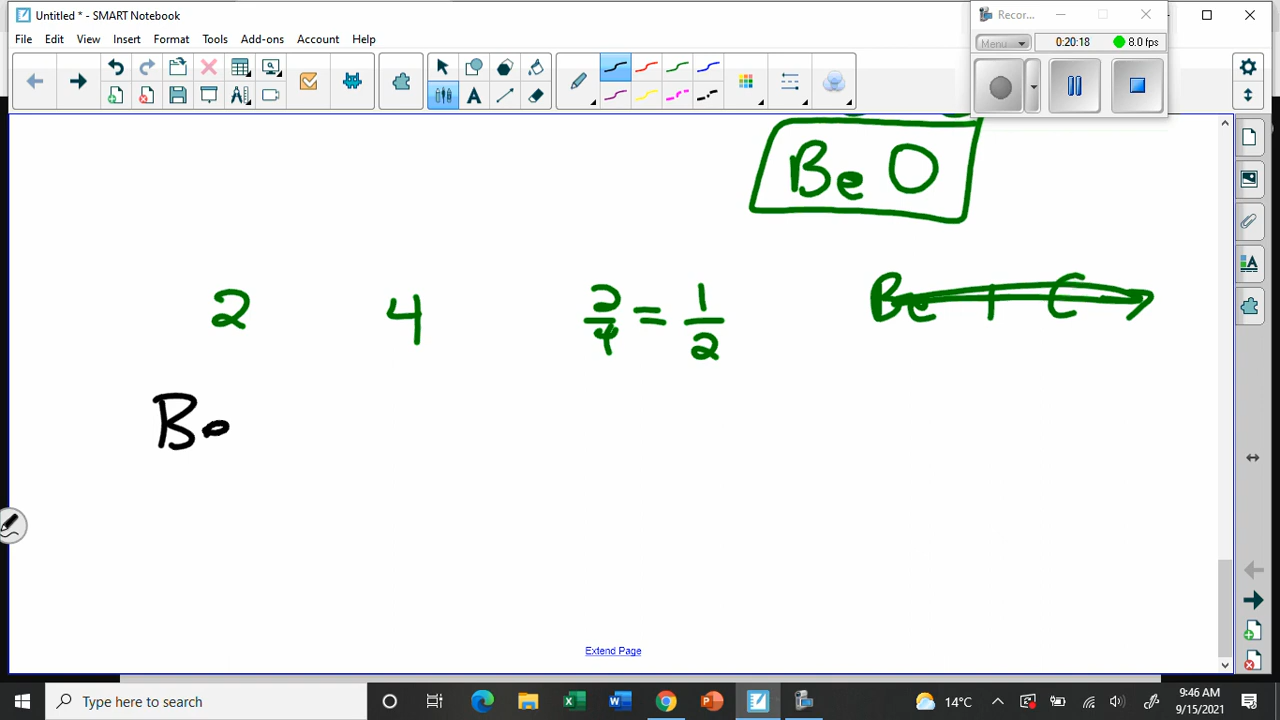 Untitled * - SMART Notebook
Recor...
File Edit View Insert Format Tools Add-ons Account Help
Menu 0:20:18 8.0 fps
Be O
2 4 2/4 = 1/2
Be
Extend Page
Type here to search
14°C
9:46 AM
9/15/2021